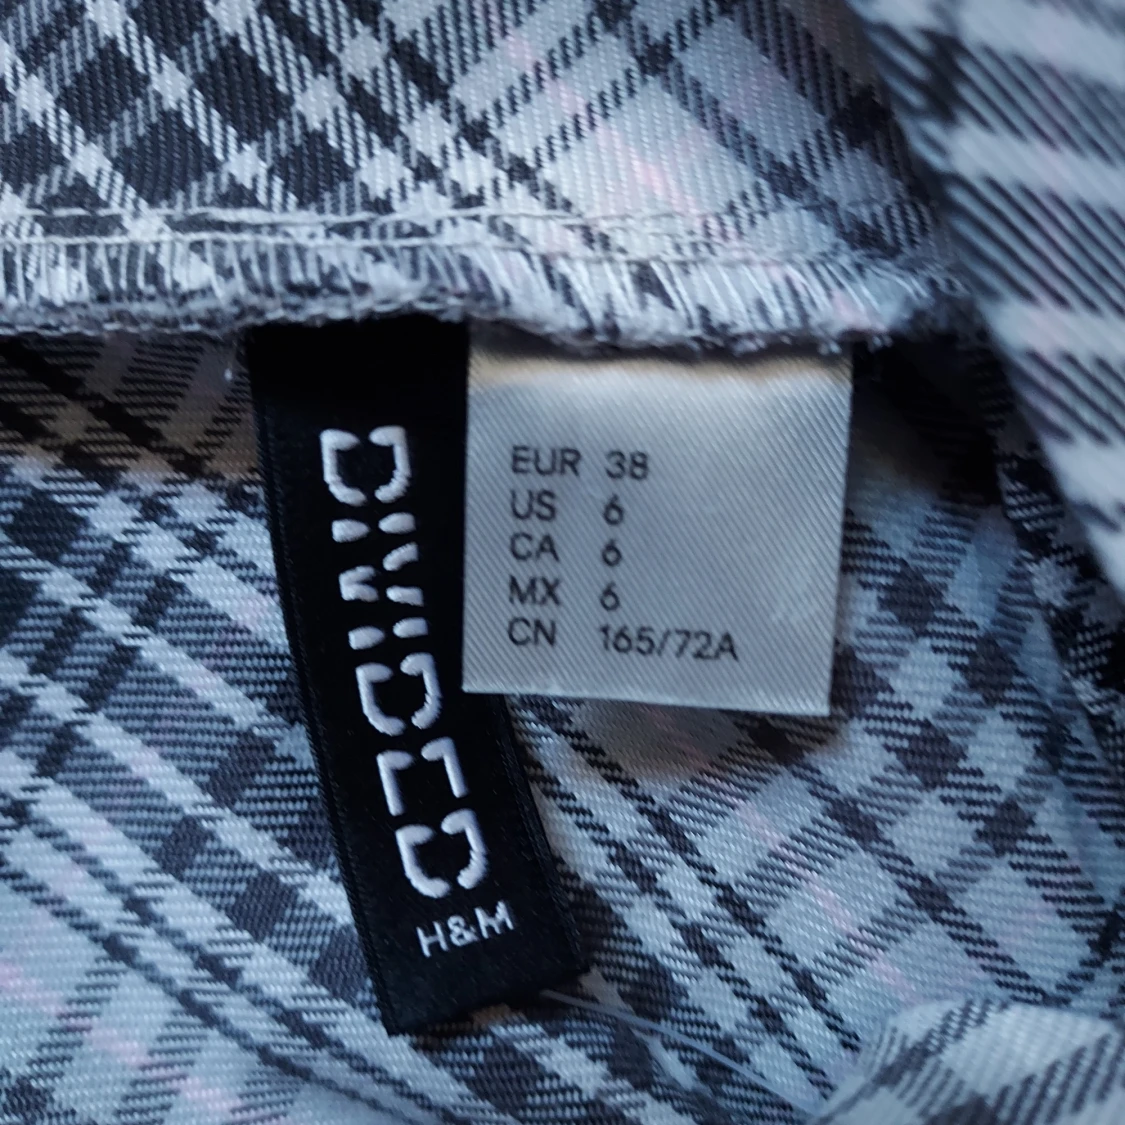 DIVIDED
H&M
EUR 38
US 6
CA 6
MX 6
CN 165/72A